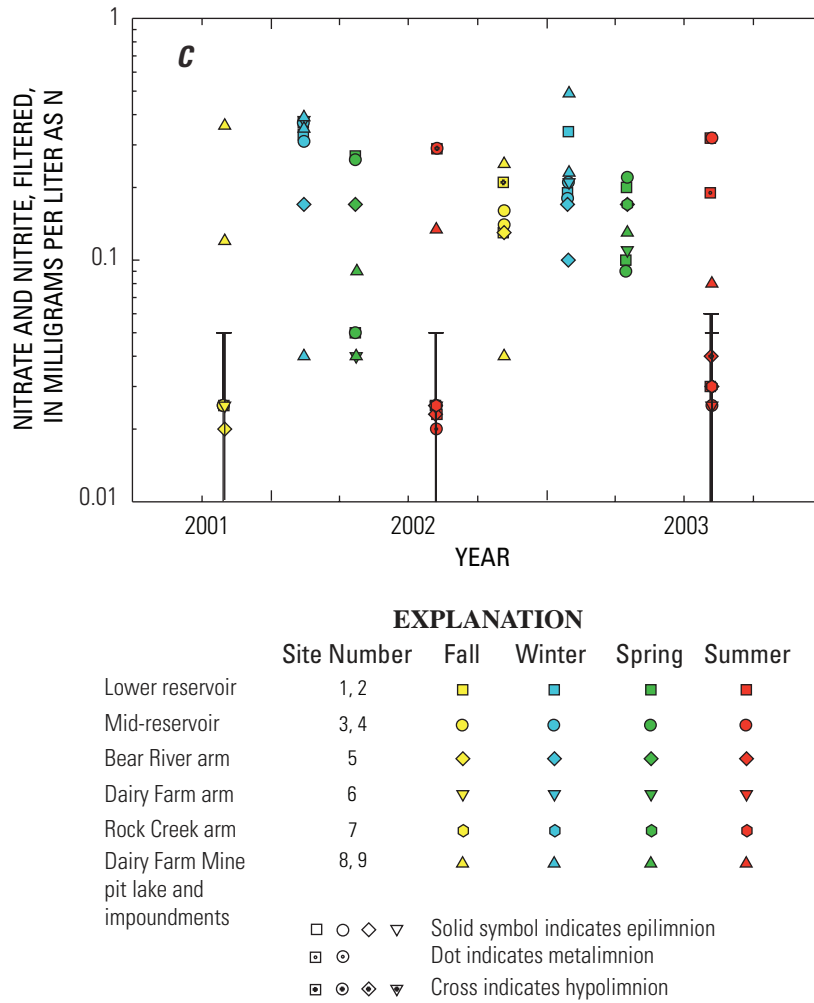 C
NITRATE AND NITRITE, FILTERED,
IN MILLIGRAMS PER LITER AS N
1
0.1
0.01
2001 2002 2003
YEAR
EXPLANATION
Site Number Fall Winter Spring Summer
Lower reservoir 1, 2
Mid-reservoir 3, 4
Bear River arm 5
Dairy Farm arm 6
Rock Creek arm 7
Dairy Farm Mine 8, 9
pit lake and
impoundments
Solid symbol indicates epilimnion
Dot indicates metalimnion
Cross indicates hypolimnion